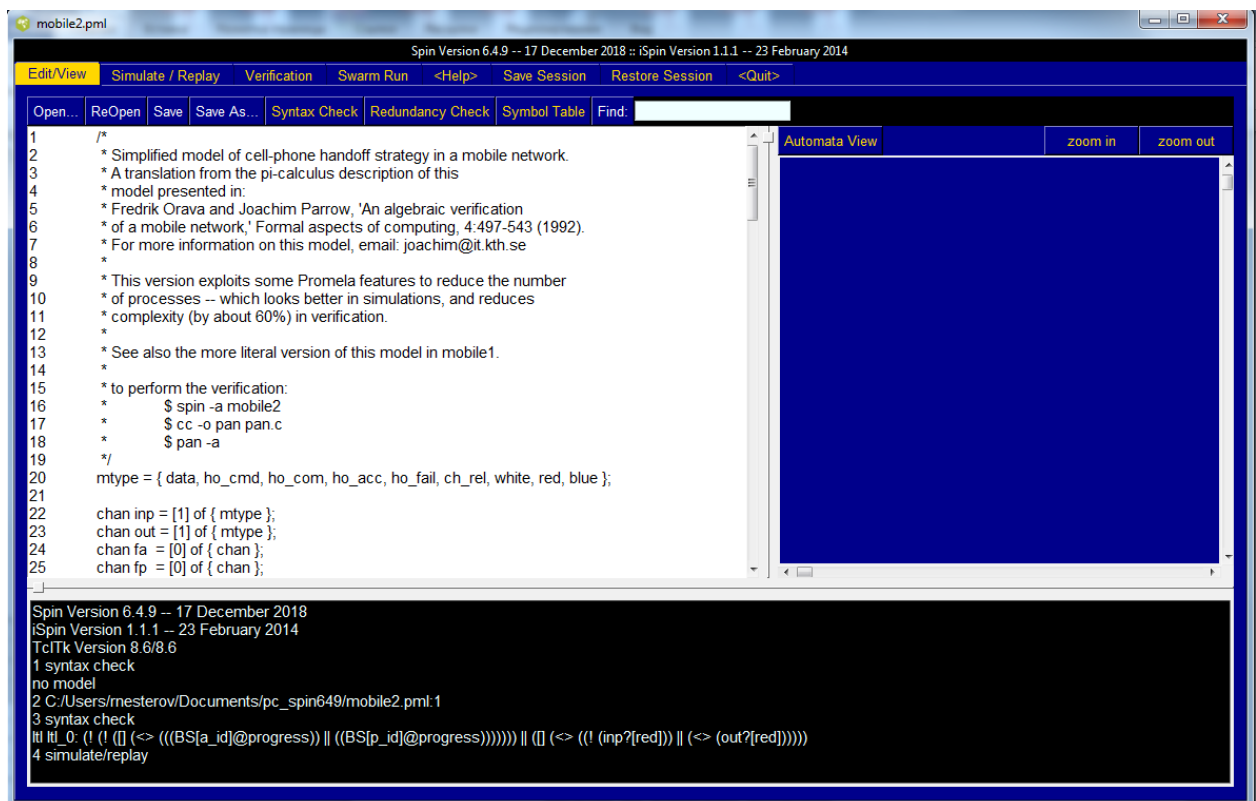 mobile2.pml
Spin Version 6.4.9 -- 17 December 2018 :: iSpin Version 1.1.1 -- 23 February 2014
Edit/View Simulate / Replay Verification Swarm Run <Help> Save Session Restore Session <Quit>
Open... ReOpen Save Save As... Syntax Check Redundancy Check Symbol Table Find:
Automata View zoom in zoom out
1 /*
2 * Simplified model of cell-phone handoff strategy in a mobile network.
3 * A translation from the pi-calculus description of this
4 * model presented in:
5 * Fredrik Orava and Joachim Parrow, 'An algebraic verification
6 * of a mobile network,' Formal aspects of computing, 4:497-543 (1992).
7 * For more information on this model, email: joachim@it.kth.se
8 *
9 * This version exploits some Promela features to reduce the number
10 * of processes -- which looks better in simulations, and reduces
11 * complexity (by about 60%) in verification.
12 *
13 * See also the more literal version of this model in mobile1.
14 *
15 * to perform the verification:
16 * $ spin -a mobile2
17 * $ cc -o pan pan.c
18 * $ pan -a
19 */
20 mtype = { data, ho_cmd, ho_com, ho_acc, ho_fail, ch_rel, white, red, blue };
21
22 chan inp = [1] of { mtype };
23 chan out = [1] of { mtype };
24 chan fa = [0] of { chan };
25 chan fp = [0] of { chan };
Spin Version 6.4.9 -- 17 December 2018
iSpin Version 1.1.1 -- 23 February 2014
TclTk Version 8.6/8.6
1 syntax check
no model
2 C:/Users/rnesterov/Documents/pc_spin649/mobile2.pml:1
3 syntax check
ltl ltl_0: (! (! ([] (<> (((BS[a_id]@progress)) || ((BS[p_id]@progress))))))) || ([] (<> ((! (inp?[red])) || (<> (out?[red])))))
4 simulate/replay